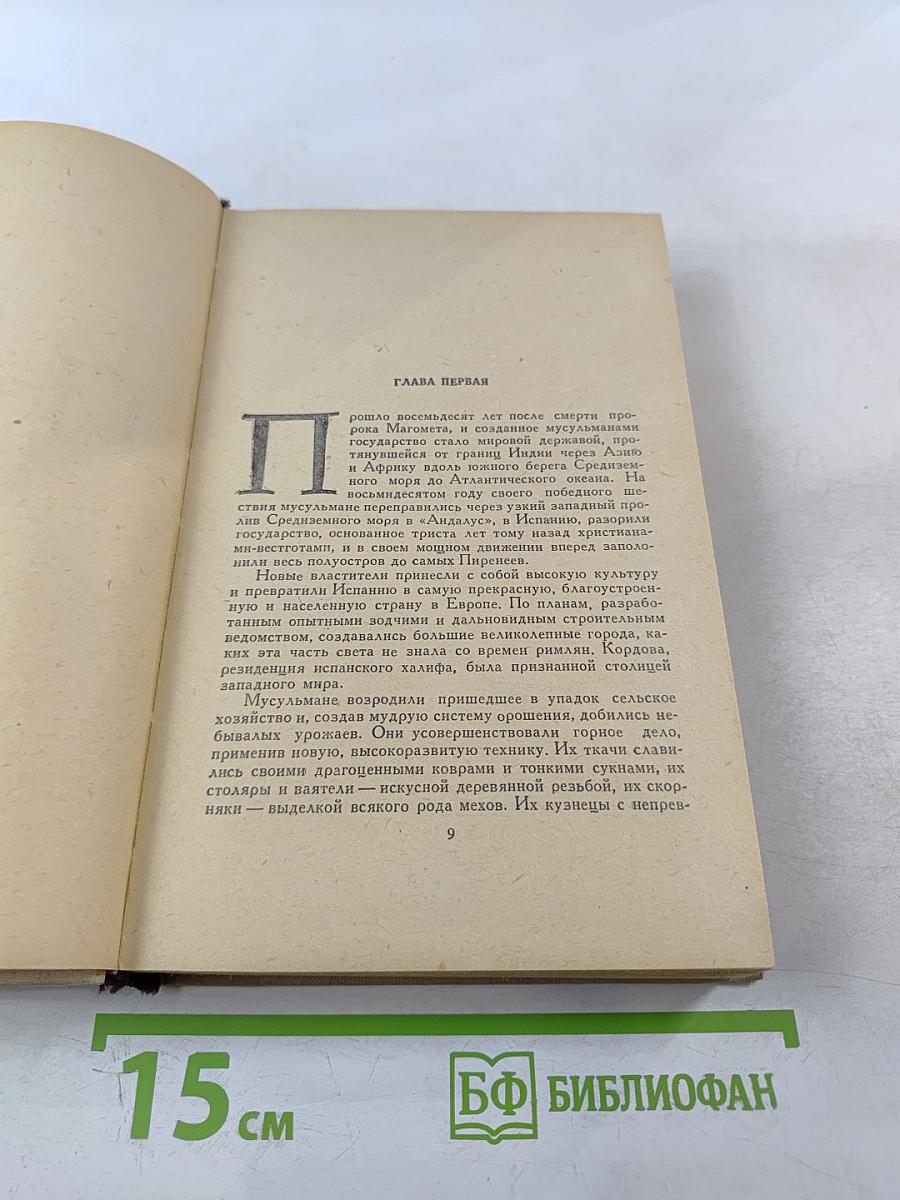 ГЛАВА ПЕРВАЯ
Прошло восемьдесят лет после смерти про-
рока Магомета, и созданное мусульманами
государство стало мировой державой, про-
тянувшейся от границ Индии через Азию
и Африку вдоль южного берега Средизем-
ного моря до Атлантического океана. На
восьмидесятом году своего победного ше-
ствия мусульмане переправились через узкий западный про-
лив Средиземного моря в «Андалус», в Испанию, разорили
государство, основанное триста лет тому назад христиана-
ми-вестготами, и в своем мощном движении вперед заполо-
нили весь полуостров до самых Пиренеев.
Новые властители принесли с собой высокую культуру
и превратили Испанию в самую прекрасную, благоустроен-
ную и населенную страну в Европе. По планам, разрабо-
танным опытными зодчими и дальновидным строительным
ведомством, создавались большие великолепные города, ка-
ких эта часть света не знала со времен римлян. Кордова,
резиденция испанского халифа, была признанной столицей
западного мира.
Мусульмане возродили пришедшее в упадок сельское
хозяйство и, создав мудрую систему орошения, добились не-
бывалых урожаев. Они усовершенствовали горное дело,
применив новую, высокоразвитую технику. Их ткачи слави-
лись своими драгоценными коврами и тонкими сукнами, их
столяры и ваятели — искусной деревянной резьбой, их скор-
няки — выделкой всякого рода мехов. Их кузнецы с непрев-
9
15 см
БФ БИБЛИОФАН